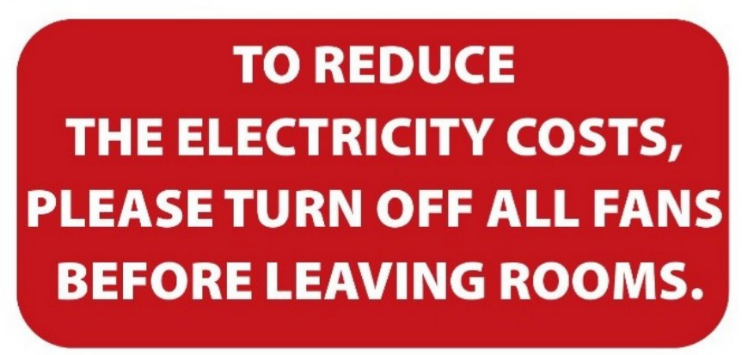 TO REDUCE
THE ELECTRICITY COSTS,
PLEASE TURN OFF ALL FANS
BEFORE LEAVING ROOMS.